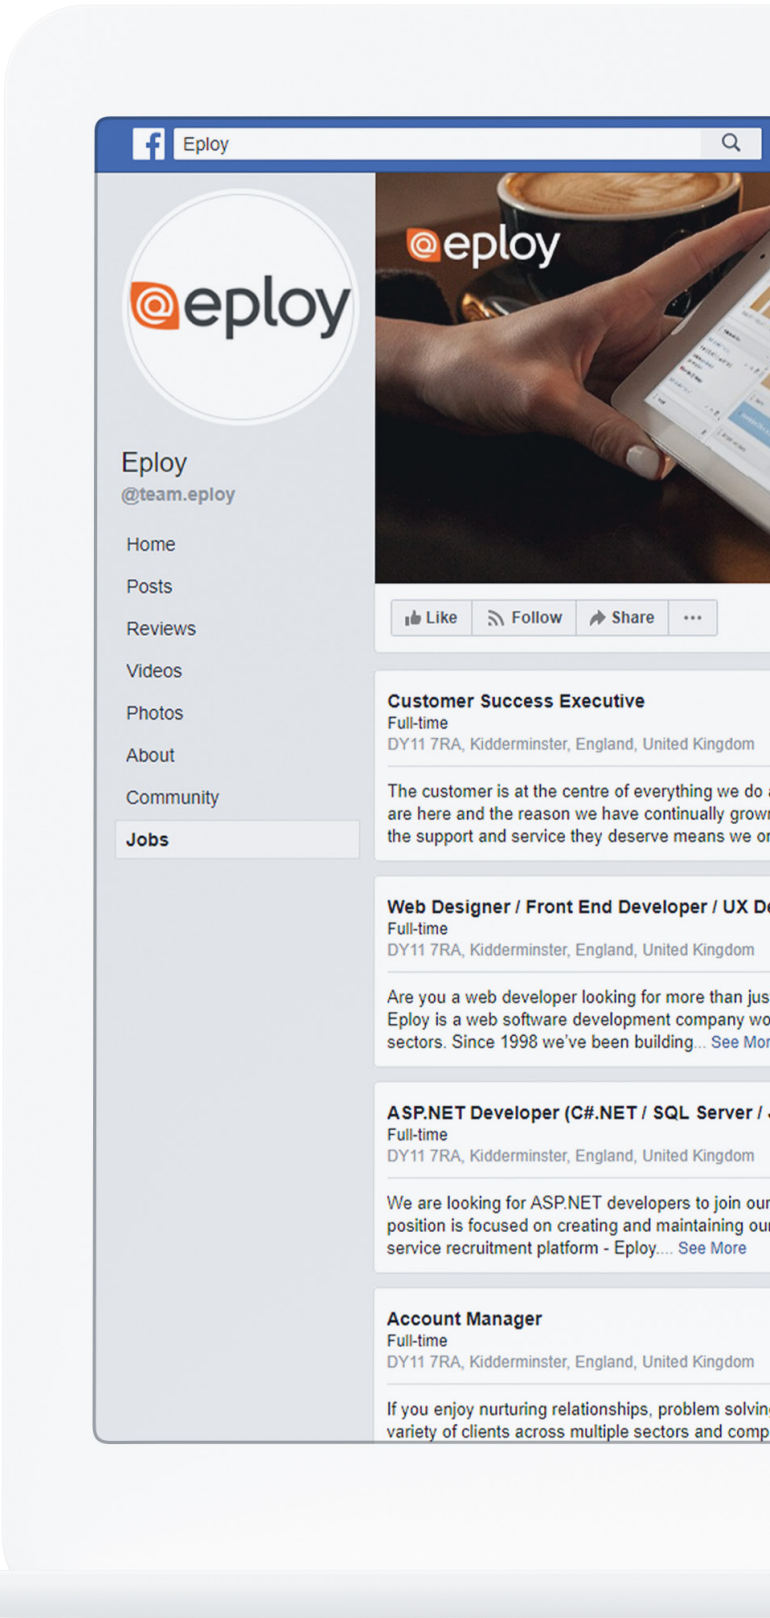 Eploy
eploy
eploy
Eploy
@team.eploy
Home
Posts
Reviews
Videos
Photos
About
Community
Jobs
Like Follow Share
Customer Success Executive
Full-time
DY11 7RA, Kidderminster, England, United Kingdom
The customer is at the centre of everything we do
are here and the reason we have continually grown
the support and service they deserve means we
Web Designer / Front End Developer / UX
Full-time
DY11 7RA, Kidderminster, England, United Kingdom
Are you a web developer looking for more than
Eploy is a web software development company
sectors. Since 1998 we've been building... See
ASP.NET Developer (C#.NET / SQL Server /
Full-time
DY11 7RA, Kidderminster, England, United Kingdom
We are looking for ASP.NET developers to join our
position is focused on creating and maintaining our
service recruitment platform - Eploy.... See More
Account Manager
Full-time
DY11 7RA, Kidderminster, England, United Kingdom
If you enjoy nurturing relationships, problem
variety of clients across multiple sectors and